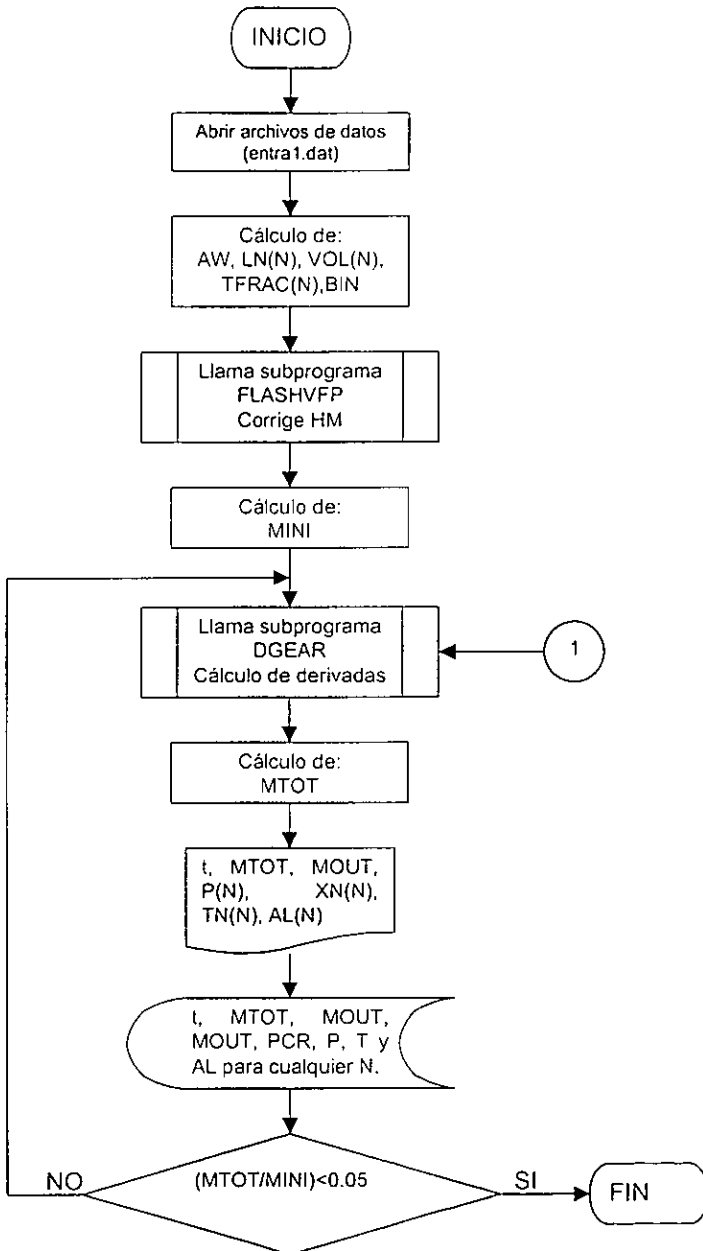 INICIO
Abrir archivos de datos
(entra1.dat)
Cálculo de:
AW, LN(N), VOL(N),
TFRAC(N),BIN
Llama subprograma
FLASHVFP
Corrige HM
Cálculo de:
MINI
Llama subprograma
DGEAR
Cálculo de derivadas
1
Cálculo de:
MTOT
t, MTOT, MOUT,
P(N), XN(N),
TN(N), AL(N)
t, MTOT, MOUT,
MOUT, PCR, P, T y
AL para cualquier N.
NO
(MTOT/MINI)<0.05
SI
FIN